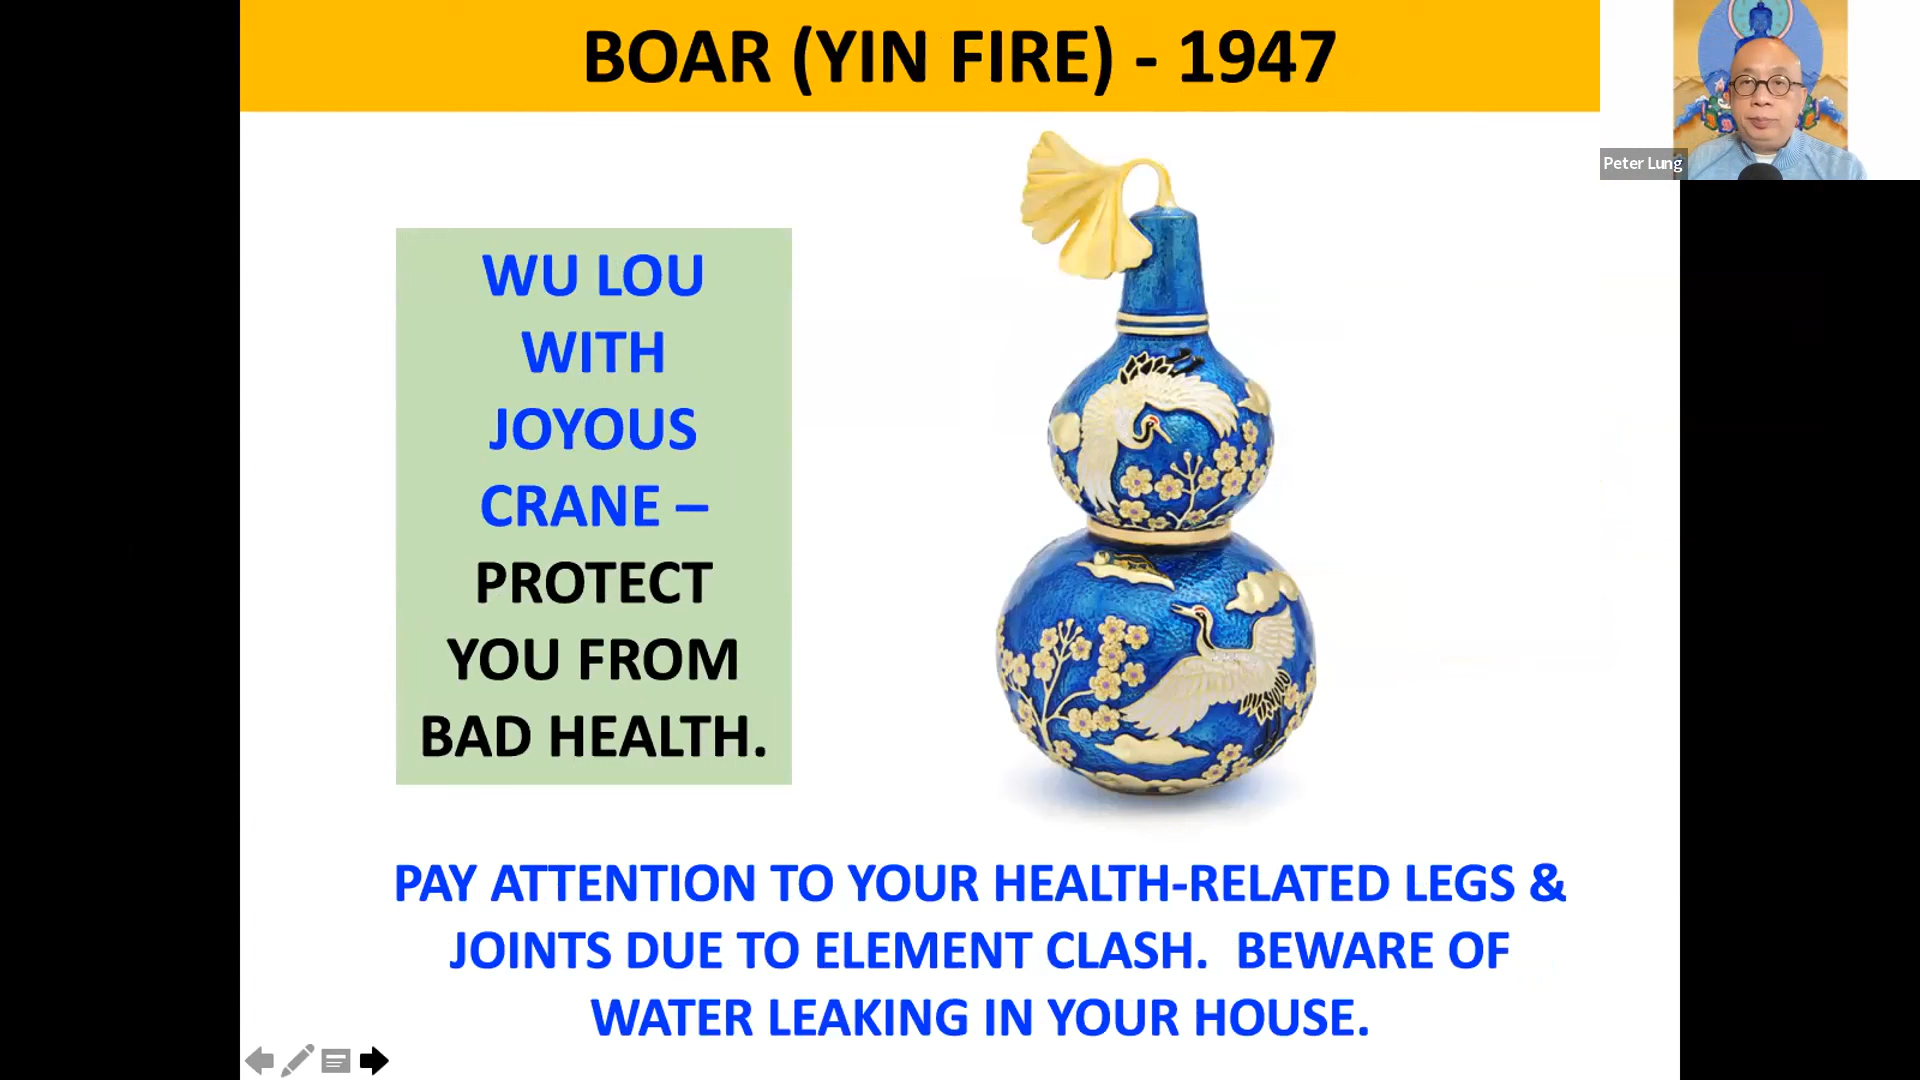 BOAR (YIN FIRE) - 1947
Peter Lung
WU LOU
WITH
JOYOUS
CRANE –
PROTECT
YOU FROM
BAD HEALTH.
PAY ATTENTION TO YOUR HEALTH-RELATED LEGS &
JOINTS DUE TO ELEMENT CLASH.  BEWARE OF
WATER LEAKING IN YOUR HOUSE.